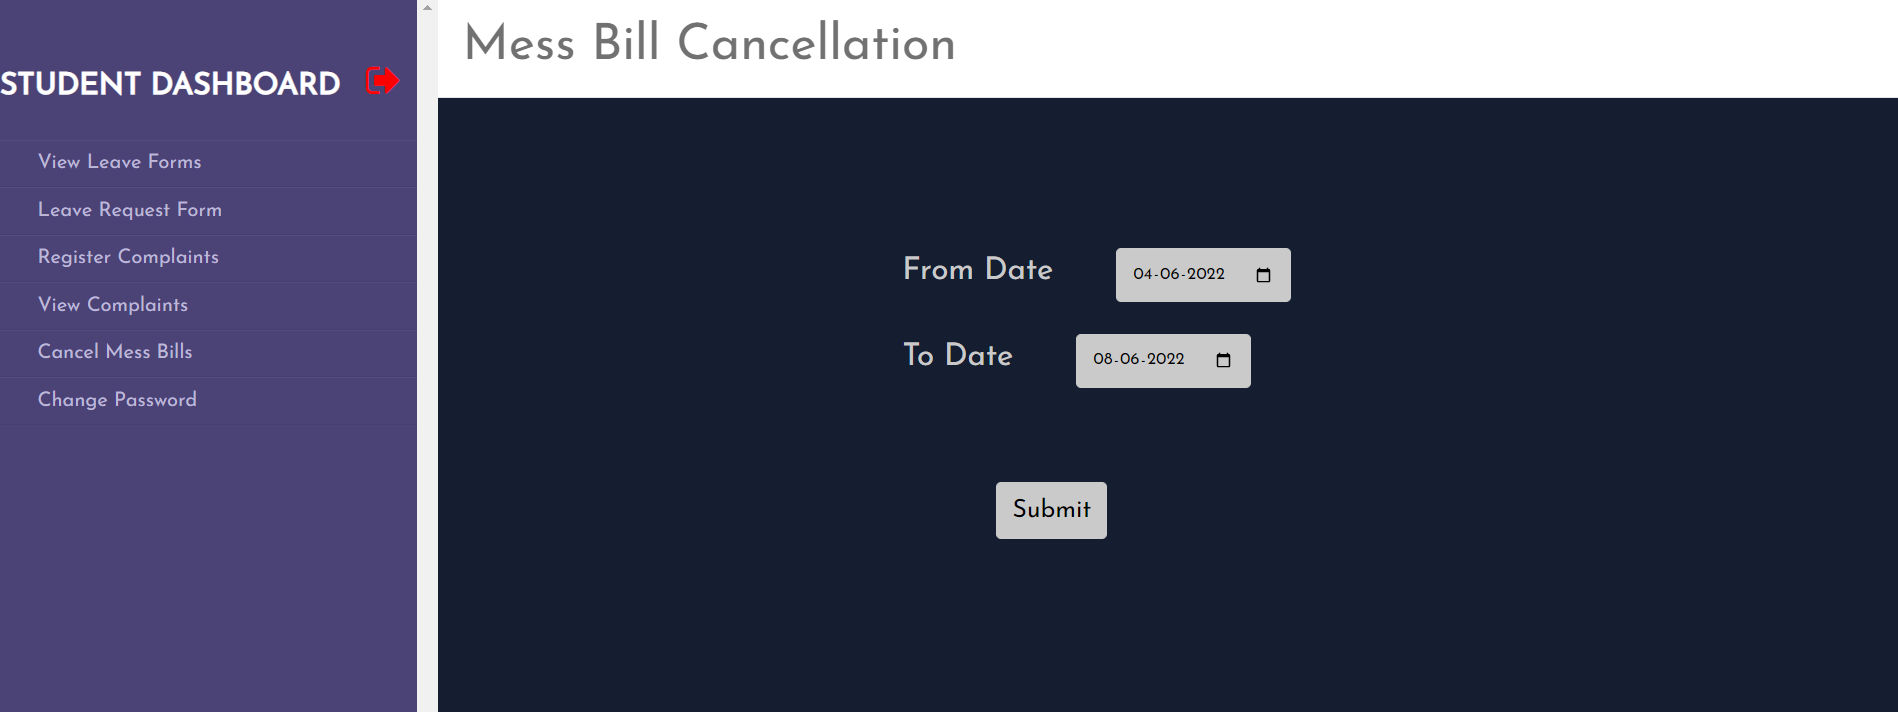 STUDENT DASHBOARD
View Leave Forms
Leave Request Form
Register Complaints
View Complaints
Cancel Mess Bills
Change Password
Mess Bill Cancellation
From Date 04-06-2022
To Date 08-06-2022
Submit